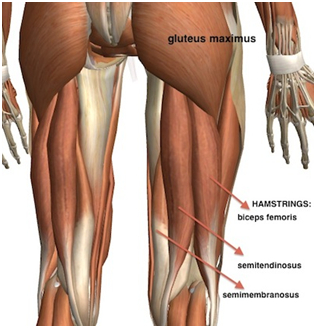 gluteus maximus
HAMSTRINGS:
biceps femoris
semitendinosus
semimembranosus